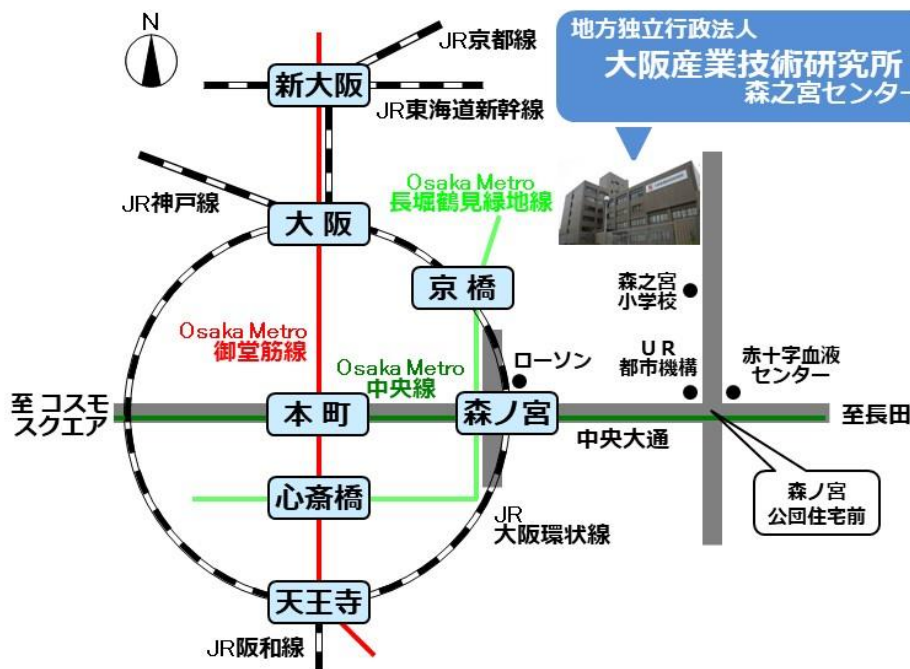 N
JR京都線
新大阪
JR東海道新幹線
地方独立行政法人
大阪産業技術研究所
森之宮センター
JR神戸線
大阪
Osaka Metro
長堀鶴見緑地線
京橋
森之宮
小学校
Osaka Metro
御堂筋線
Osaka Metro
中央線
ローソン
UR
都市機構
赤十字血液
センター
至コスモ
スクエア
本町
森ノ宮
中央大通
至長田
心斎橋
JR
大阪環状線
森ノ宮
公団住宅前
天王寺
JR阪和線